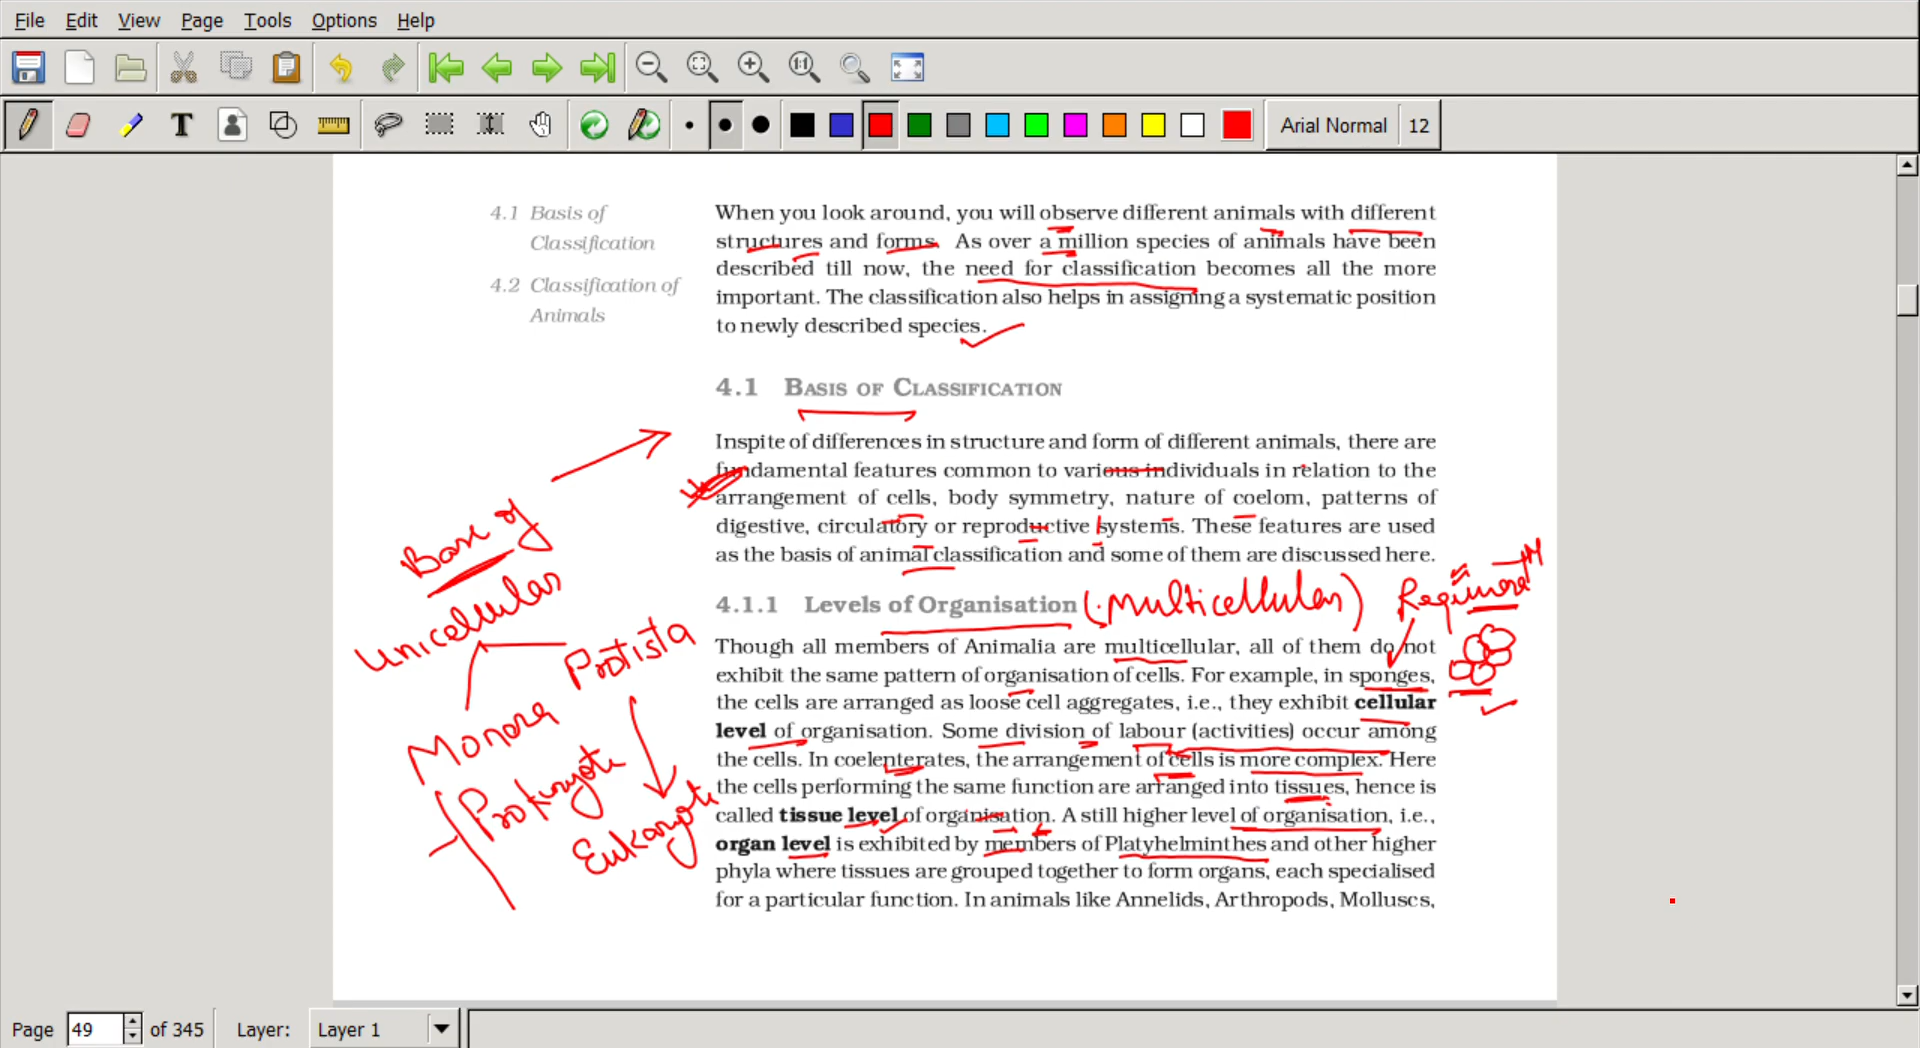 File Edit View Page Tools Options Help
T
1:1
Arial Normal 12
4.1 Basis of
Classification
4.2 Classification of
Animals
When you look around, you will observe different animals with different
structures and forms. As over a million species of animals have been
described till now, the need for classification becomes all the more
important. The classification also helps in assigning a systematic position
to newly described species.
4.1 BASIS OF CLASSIFICATION
Inspite of differences in structure and form of different animals, there are
fundamental features common to various individuals in relation to the
arrangement of cells, body symmetry, nature of coelom, patterns of
digestive, circulatory or reproductive systems. These features are used
as the basis of animal classification and some of them are discussed here.
4.1.1 Levels of Organisation (Multicellular)
Though all members of Animalia are multicellular, all of them do not
exhibit the same pattern of organisation of cells. For example, in sponges,
the cells are arranged as loose cell aggregates, i.e., they exhibit cellular
level of organisation. Some division of labour (activities) occur among
the cells. In coelenterates, the arrangement of cells is more complex. Here
the cells performing the same function are arranged into tissues, hence is
called tissue level of organisation. A still higher level of organisation, i.e.,
organ level is exhibited by members of Platyhelminthes and other higher
phyla where tissues are grouped together to form organs, each specialised
for a particular function. In animals like Annelids, Arthropods, Molluscs,
Base of
Unicellular
Protista
Monera
Prokaryote
Eukaryote
Page 49 of 345 Layer: Layer 1